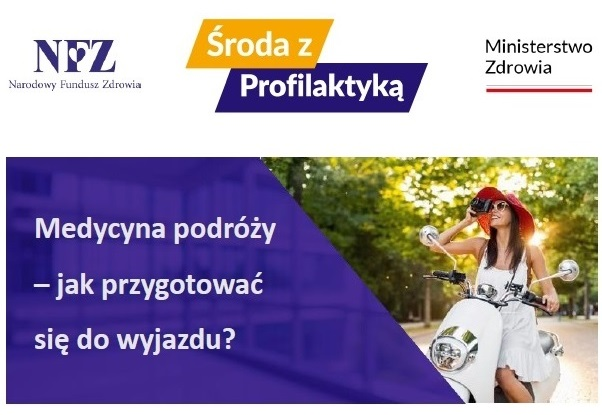 NFZ
Narodowy Fundusz Zdrowia
Środa z
Profilaktyką
Ministerstwo
Zdrowia
Medycyna podróży
– jak przygotować
się do wyjazdu?